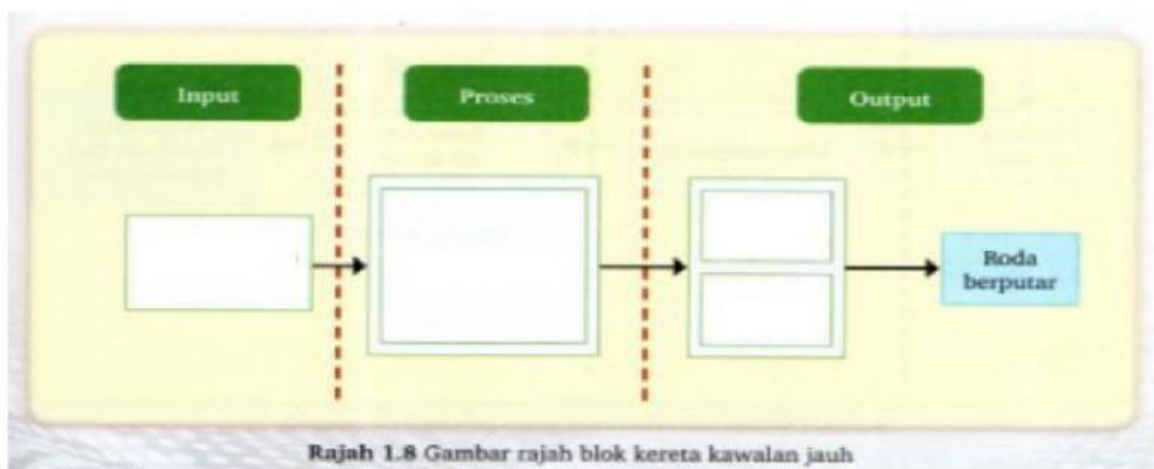 Input
Proses
Output
Roda
berputar
Rajah 1.8 Gambar rajah blok kereta kawalan jauh